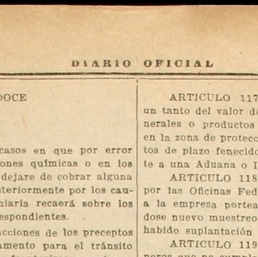 DIARIO OFICIAL
DOCE
casos en que por error
ones químicas o en los
dejare de cobrar alguna
teriormente por los cau-
niaria recaerá sobre los
espondientes.
acciones de los preceptos
amento para el tránsito
ARTICULO 117
un tanto del valor de
nerales o productos
en la zona de protecc
tos de plazo fenecido
te a una Aduana o I
ARTICULO 118
por las Oficinas Fed
a la empresa portea
dose nuevo muestreo
habido suplantación
ARTICULO 119